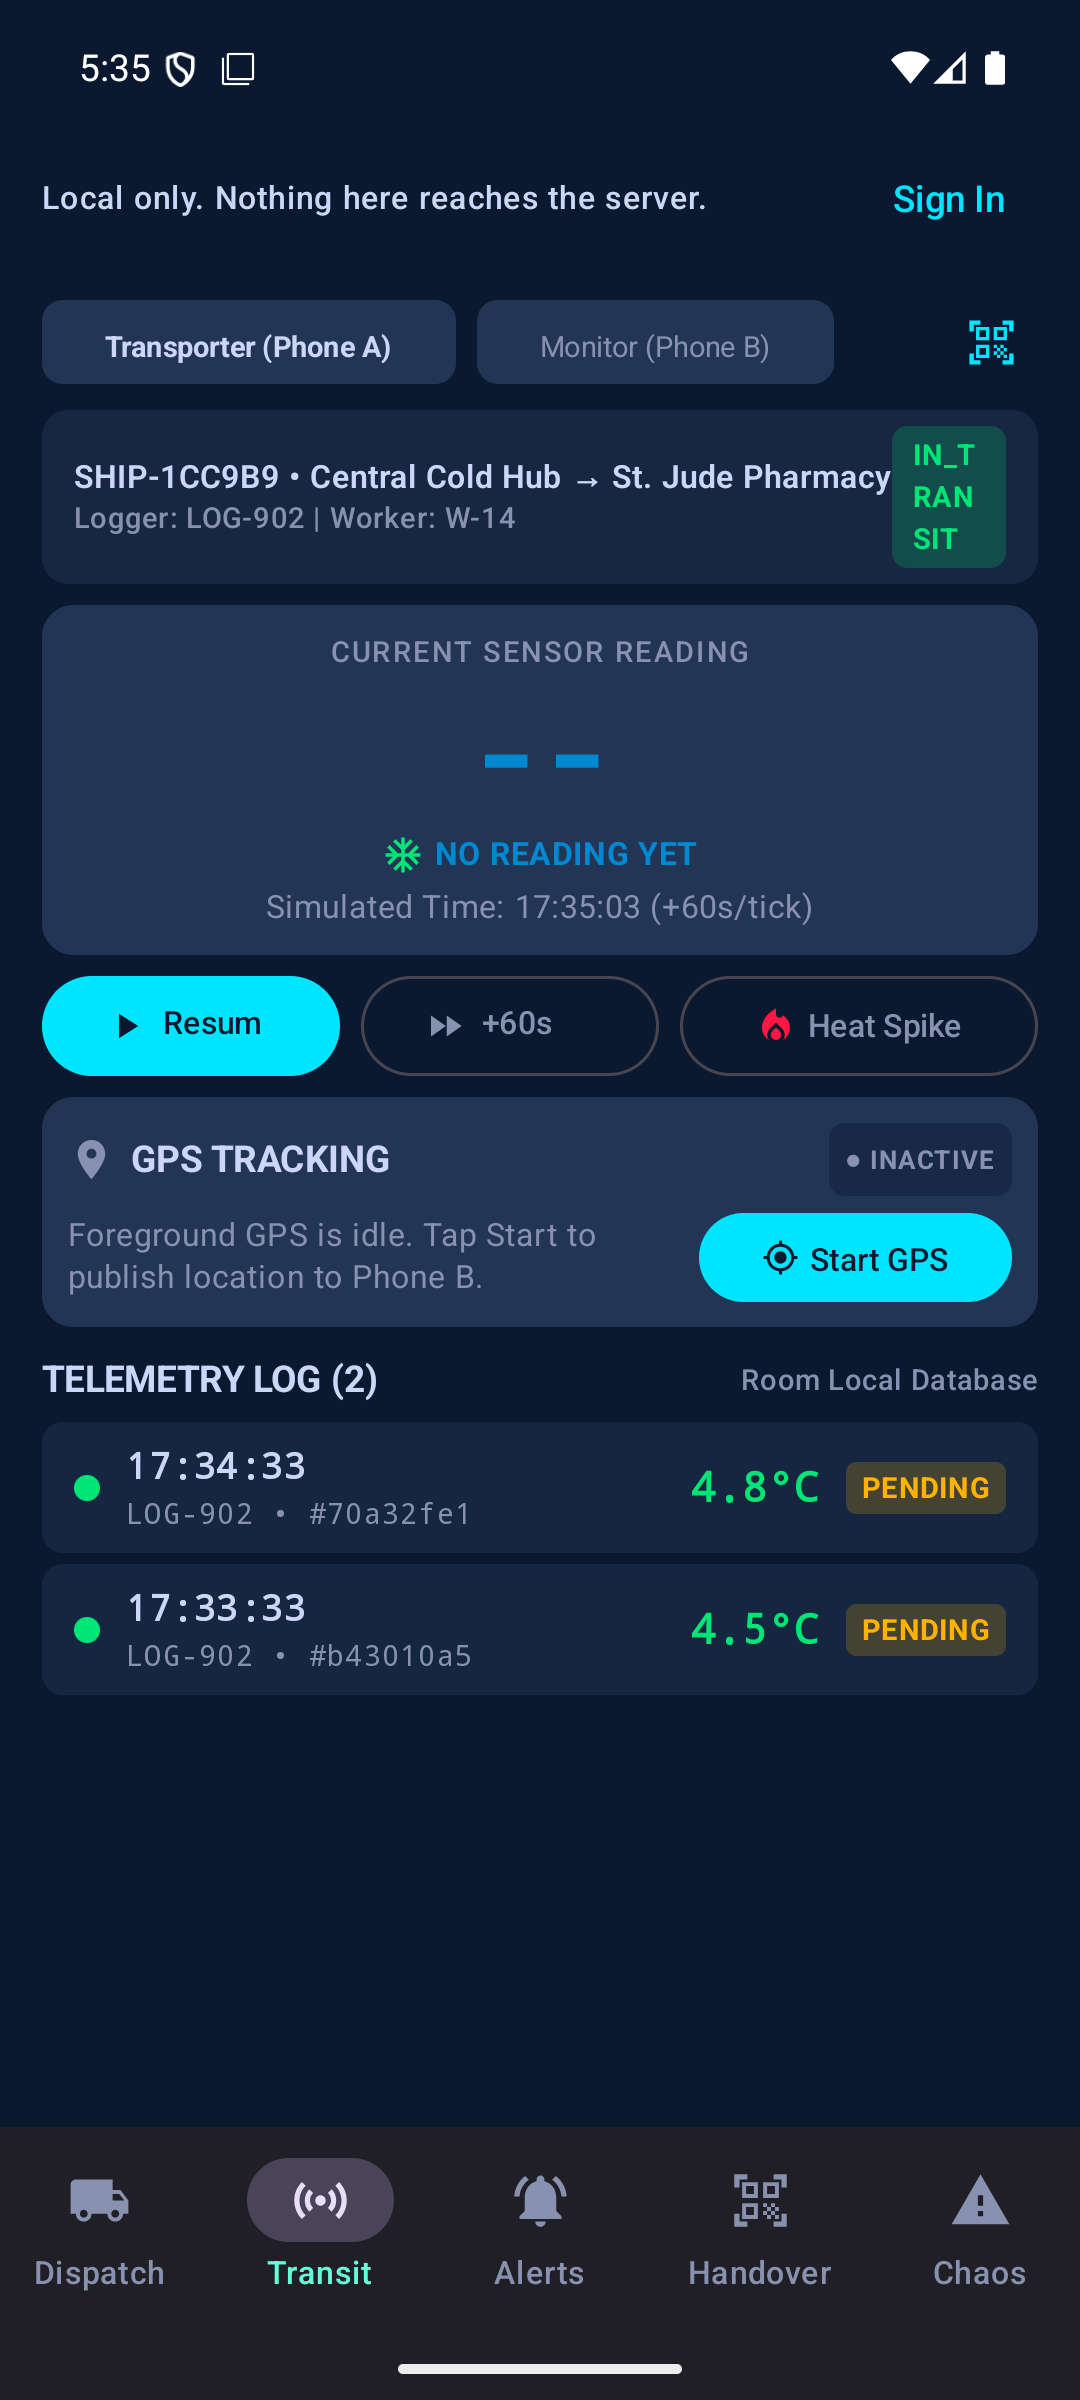 5:35
Local only. Nothing here reaches the server.
Sign In
Transporter (Phone A)
Monitor (Phone B)
SHIP-1CC9B9 • Central Cold Hub → St. Jude Pharmacy
Logger: LOG-902 | Worker: W-14
IN_T
RAN
SIT
CURRENT SENSOR READING
--
NO READING YET
Simulated Time: 17:35:03 (+60s/tick)
Resum
+60s
Heat Spike
GPS TRACKING
• INACTIVE
Foreground GPS is idle. Tap Start to
publish location to Phone B.
Start GPS
TELEMETRY LOG (2)
Room Local Database
17:34:33
LOG-902 • #70a32fe1
4.8°C
PENDING
17:33:33
LOG-902 • #b43010a5
4.5°C
PENDING
Dispatch
Transit
Alerts
Handover
Chaos